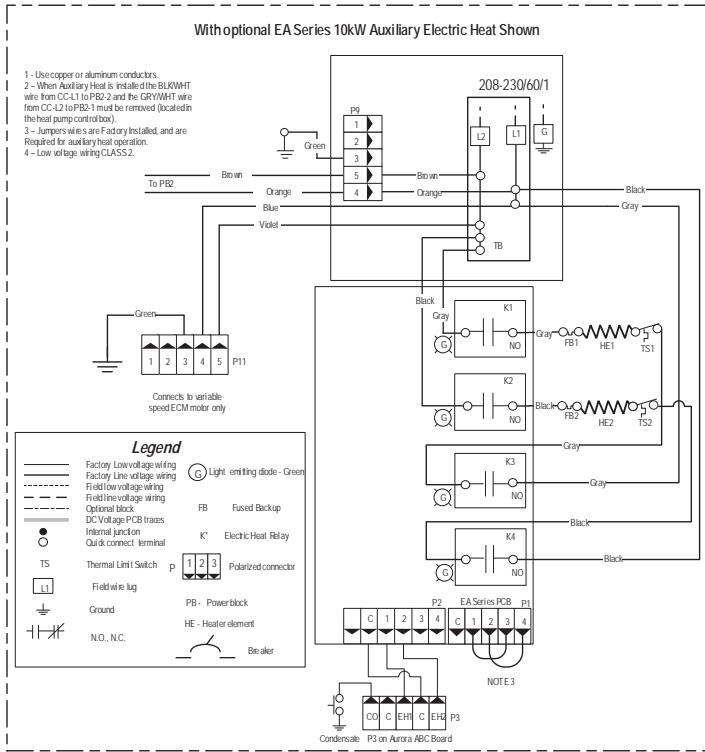 With optional EA Series 10kW Auxiliary Electric Heat Shown
1 - Use copper or aluminum conductors.
2 – When Auxiliary Heat is installed the BLK/WHT
wire from CC-L1 to PB2-2 and the GRY/WHT wire
from CC-L2 to PB2-1 must be removed (located in
the heat pump control box).
3 – Jumpers wires are Factory Installed, and are
Required for auxiliary heat operation.
4 – Low voltage wiring CLASS 2.
208-230/60/1
P9
1
2
3
5
4
L2
L1
G
Green
To PB2
Brown
Orange
Brown
Orange
Blue
Violet
Black
Gray
TB
Green
1
2
3
4
5
P11
Connects to variable
speed ECM motor only
Black
Gray
K1
G
NO
Gray
FB1
HE1
TS1
K2
G
NO
Black
FB2
HE2
TS2
Gray
K3
G
NO
Gray
Black
K4
G
NO
Black
Legend
Factory Low voltage wiring
Factory Line voltage wiring
Field low voltage wiring
Field line voltage wiring
Optional block
DC Voltage PCB traces
Internal junction
Quick connect terminal
TS
Thermal Limit Switch
L1
Field wire lug
Ground
N.O., N.C.
G
Light emitting diode - Green
FB
Fused Backup
K"
Electric Heat Relay
P
1
2
3
Polarized connector
PB - Power block
HE - Heater element
Breaker
P2
EA Series PCB
P1
C
1
2
3
4
C
1
2
3
4
NOTE 3
CO
C
EH1
C
EH2
P3
Condensate
P3 on Aurora ABC Board